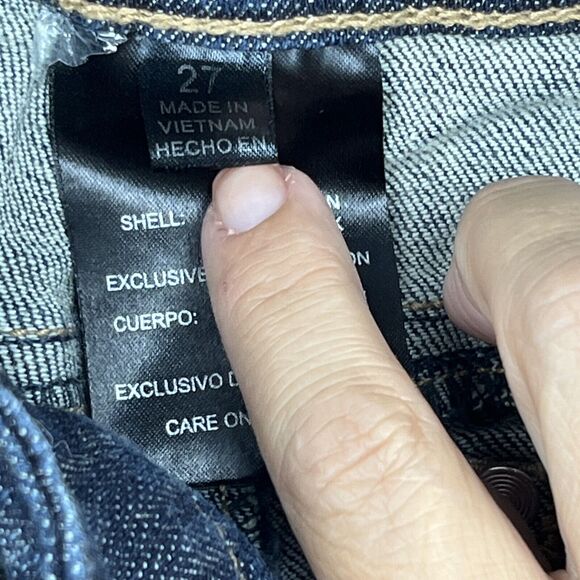 27
MADE IN
VIETNAM
HECHO EN
SHELL:
EXCLUSIVE
CUERPO:
EXCLUSIVO D
CARE ON